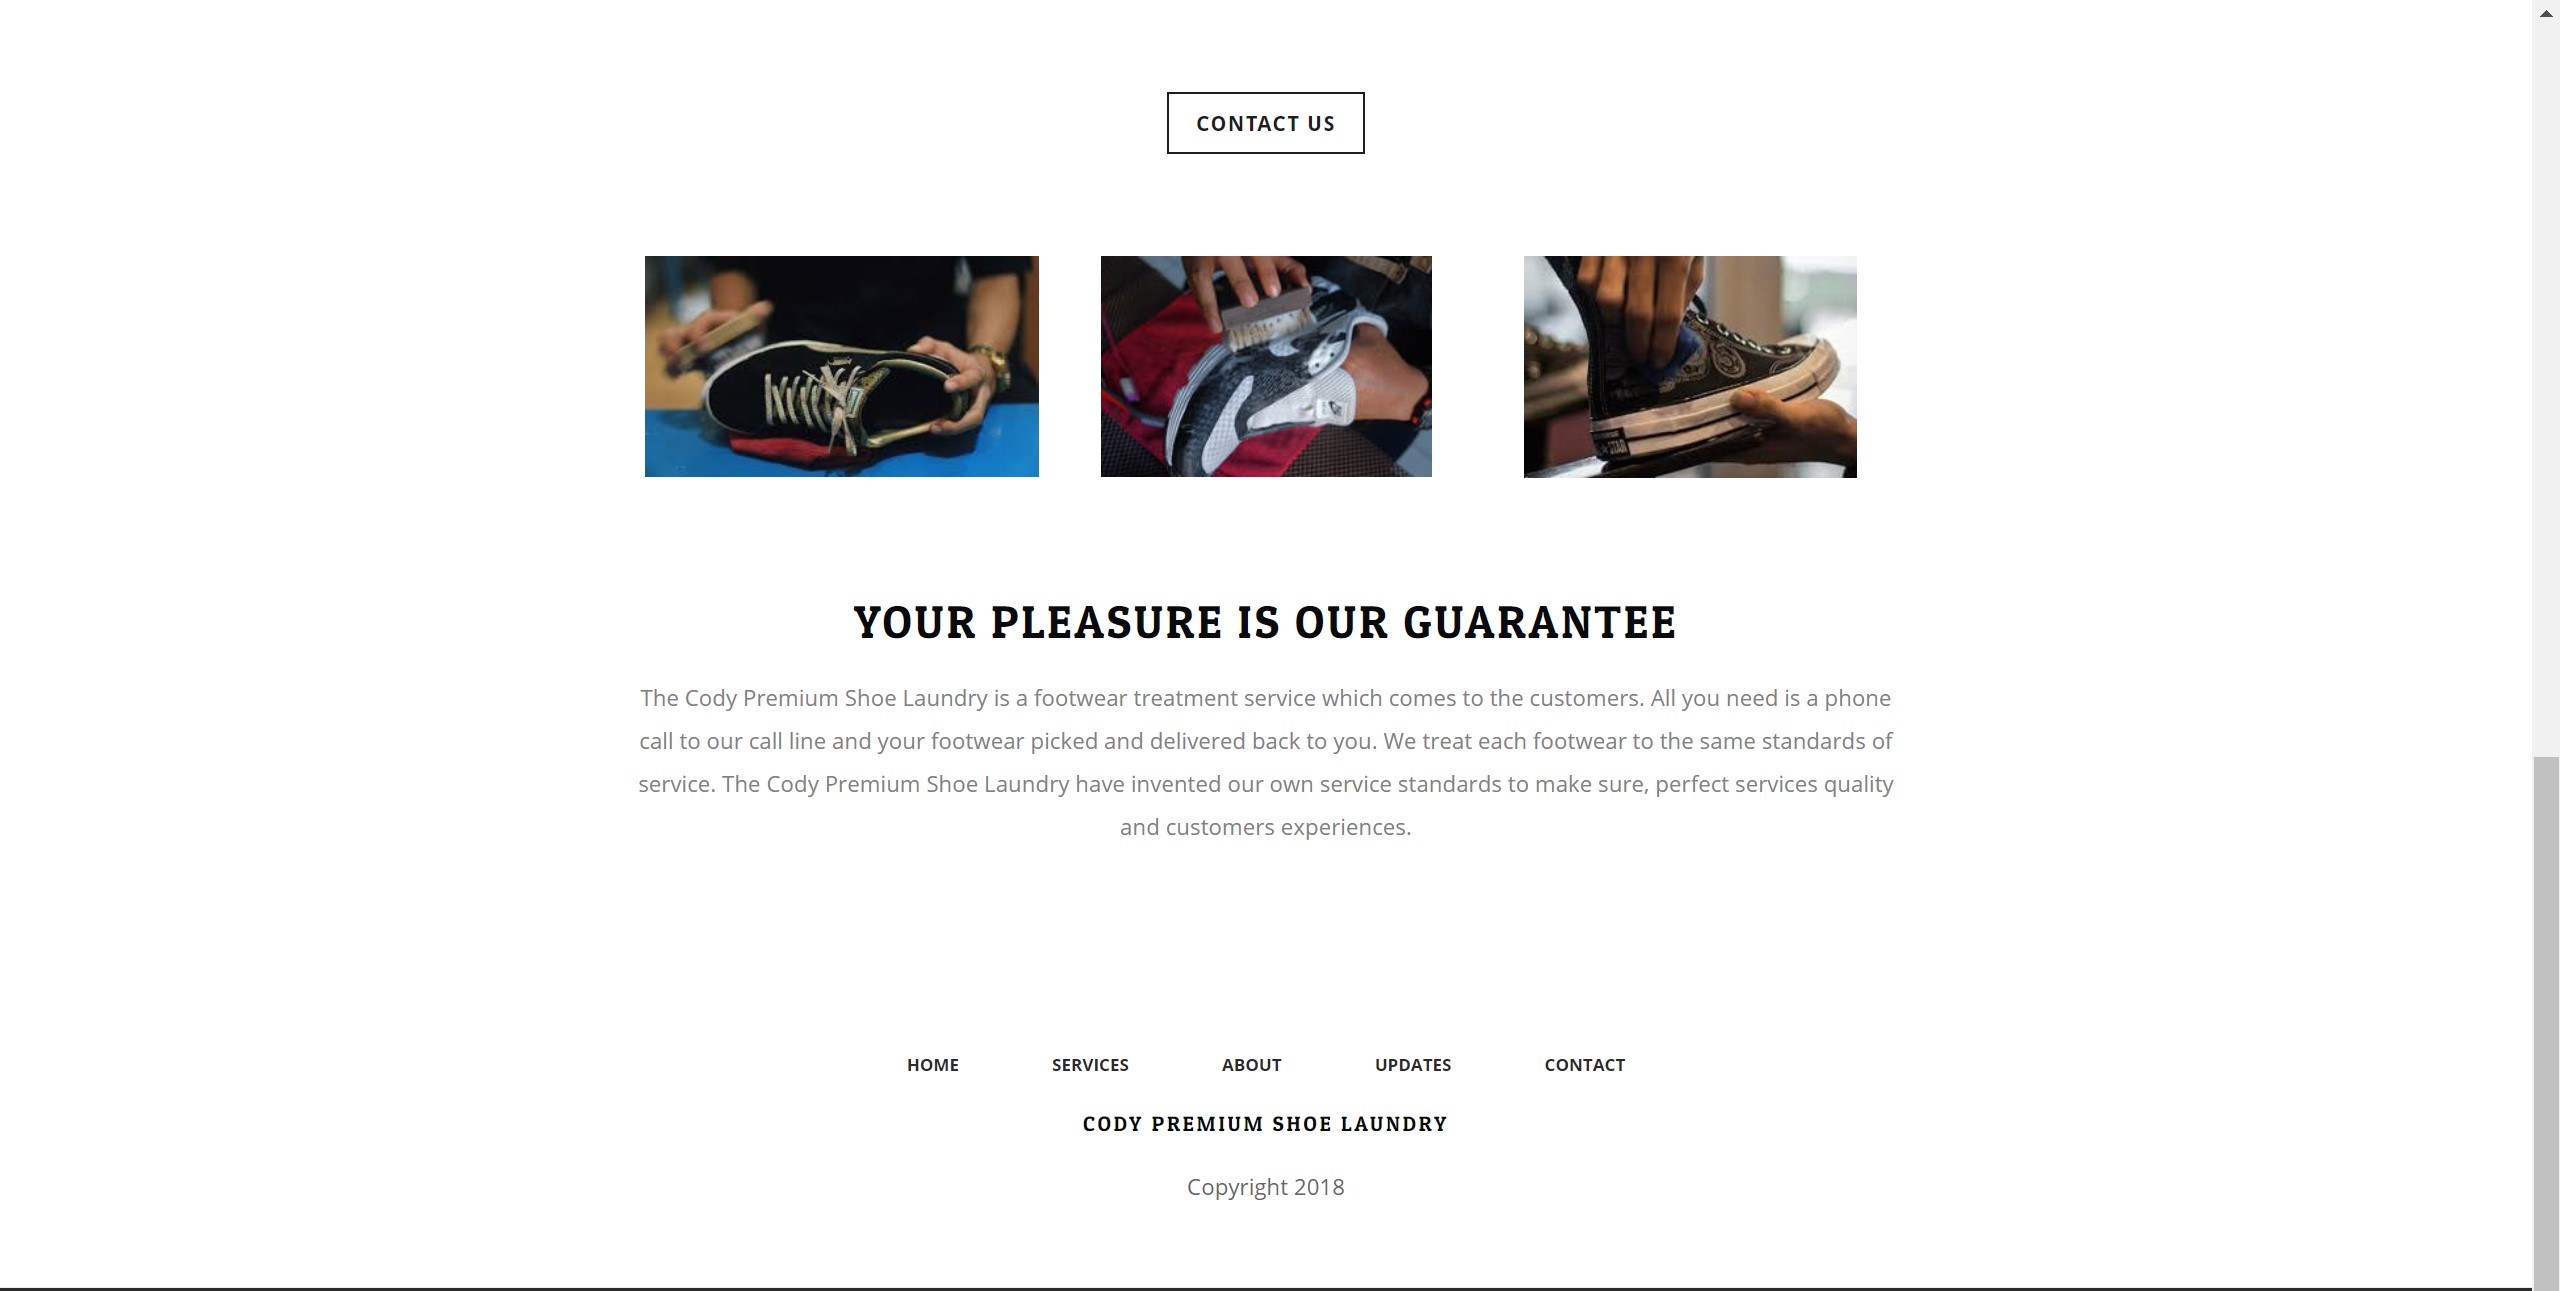 CONTACT US
YOUR PLEASURE IS OUR GUARANTEE
The Cody Premium Shoe Laundry is a footwear treatment service which comes to the customers. All you need is a phone
call to our call line and your footwear picked and delivered back to you. We treat each footwear to the same standards of
service. The Cody Premium Shoe Laundry have invented our own service standards to make sure, perfect services quality
and customers experiences.
HOME SERVICES ABOUT UPDATES CONTACT
CODY PREMIUM SHOE LAUNDRY
Copyright 2018